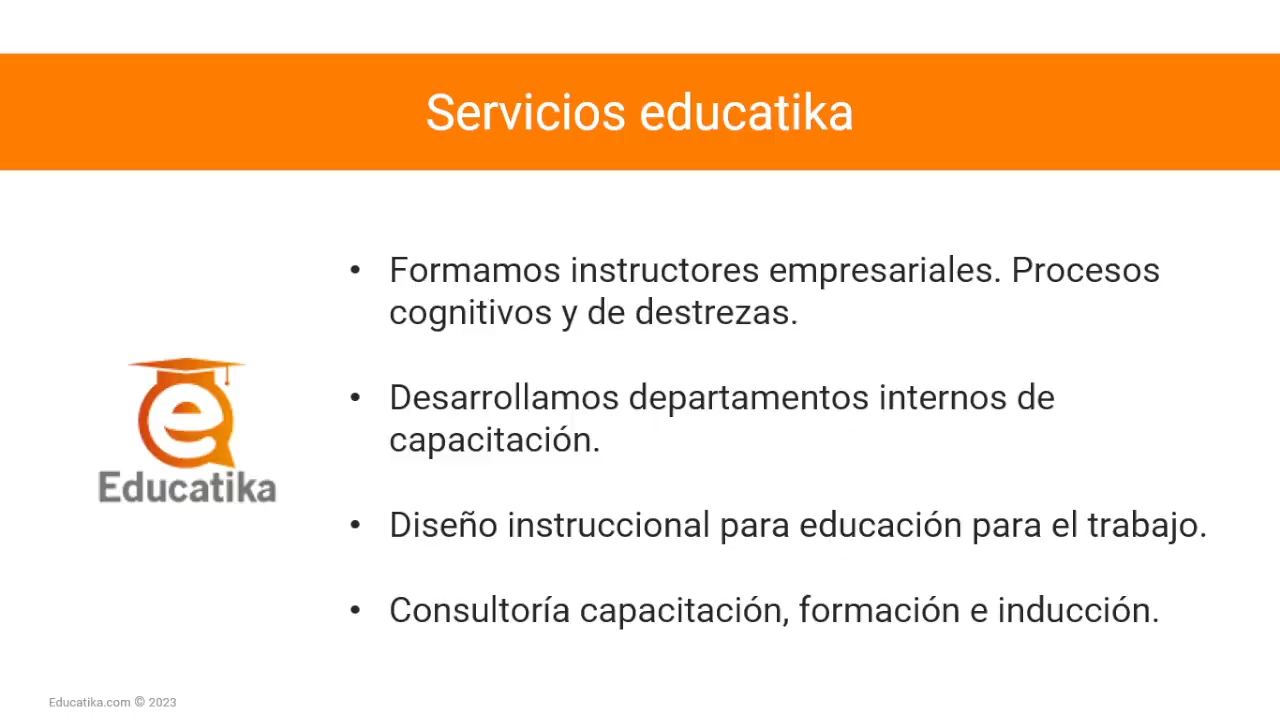 Servicios educatika
• Formamos instructores empresariales. Procesos
cognitivos y de destrezas.
• Desarrollamos departamentos internos de
capacitación.
• Diseño instruccional para educación para el trabajo.
• Consultoría capacitación, formación e inducción.
e
Educatika
Educatika.com © 2023